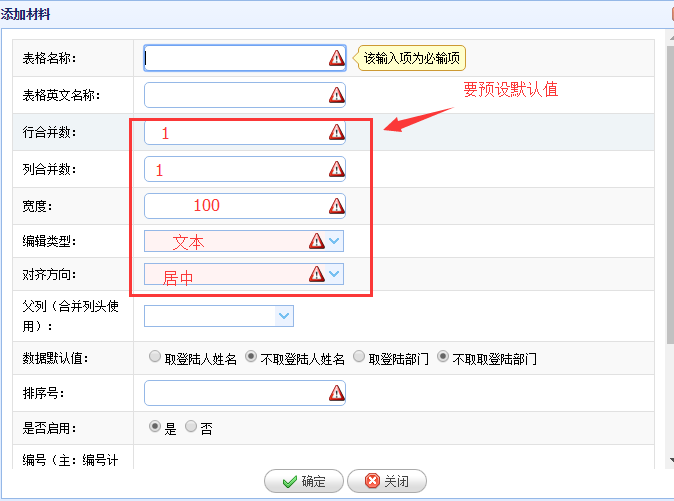 添加材料
表格名称：
该输入项为必输项
表格英文名称：
要预设默认值
行合并数： 1
列合并数： 1
宽度： 100
编辑类型： 文本
对齐方向： 居中
父列（合并列头使
用）：
数据默认值： 取登陆人姓名 不取登陆人姓名 取登陆部门 不取取登陆部门
排序号：
是否启用： 是 否
编号（主：编号计
确定 关闭